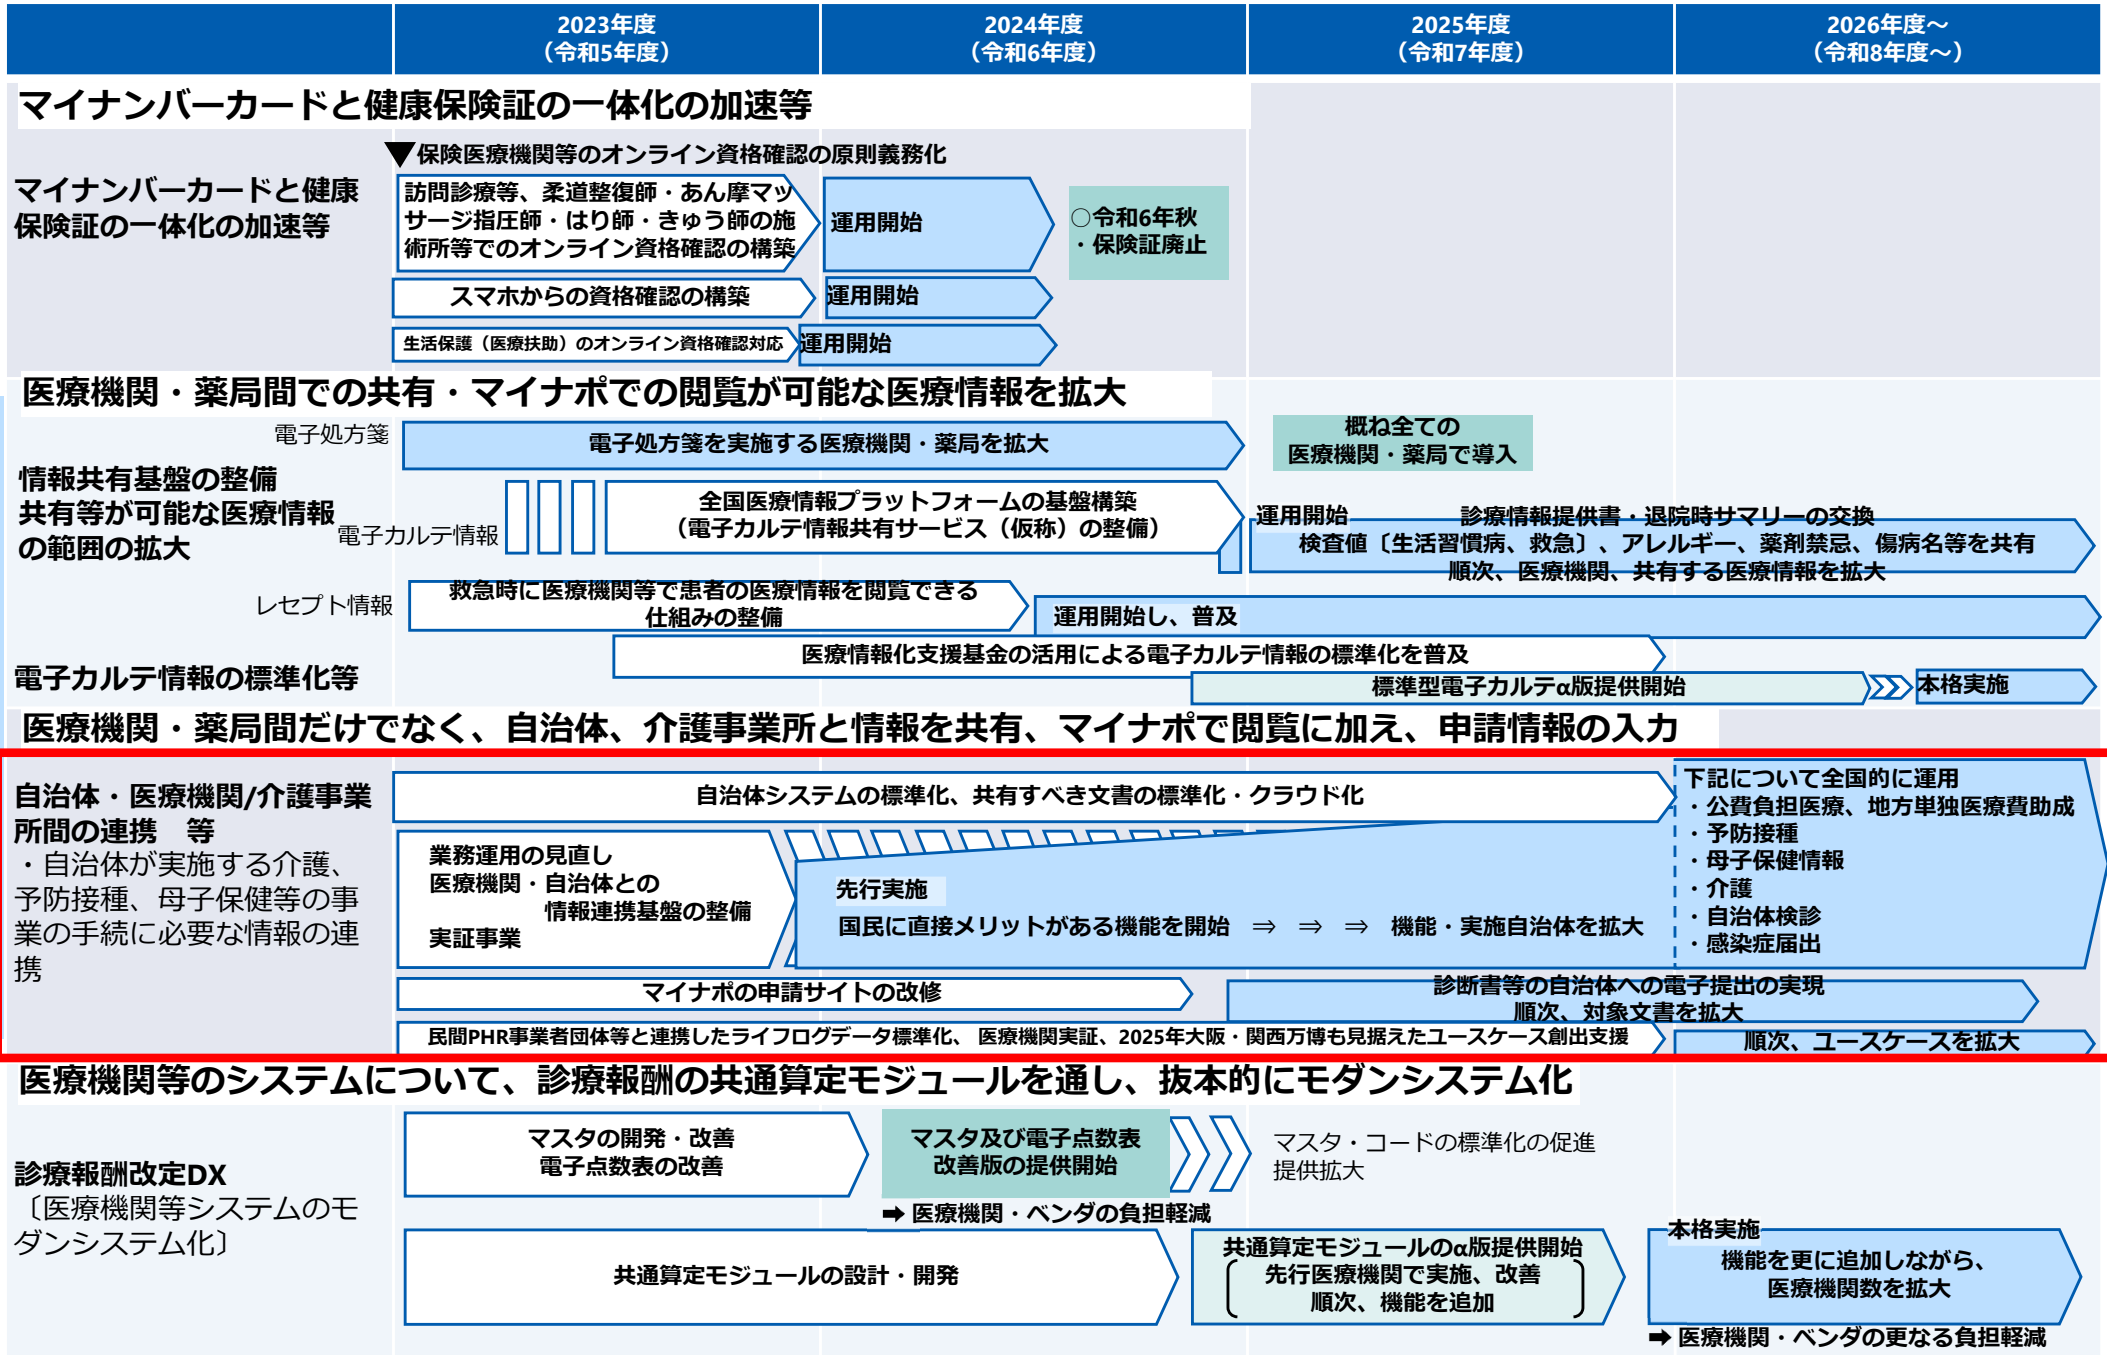 2023年度
(令和5年度)
2024年度
(令和6年度)
2025年度
(令和7年度)
2026年度～
(令和8年度～)
マイナンバーカードと健康保険証の一体化の加速等
マイナンバーカードと健康
保険証の一体化の加速等
▼保険医療機関等のオンライン資格確認の原則義務化
訪問診療等、柔道整復師・あん摩マッ
サージ指圧師・はり師・きゅう師の施
術所等でのオンライン資格確認の構築
運用開始
○令和6年秋
・保険証廃止
スマホからの資格確認の構築
運用開始
生活保護（医療扶助）のオンライン資格確認対応
運用開始
医療機関・薬局間での共有・マイナポでの閲覧が可能な医療情報を拡大
情報共有基盤の整備
共有等が可能な医療情報
の範囲の拡大
電子処方箋
電子処方箋を実施する医療機関・薬局を拡大
概ね全ての
医療機関・薬局で導入
電子カルテ情報
全国医療情報プラットフォームの基盤構築
（電子カルテ情報共有サービス（仮称）の整備）
運用開始
診療情報提供書・退院時サマリーの交換
検査値〔生活習慣病、救急〕、アレルギー、薬剤禁忌、傷病名等を共有
順次、医療機関、共有する医療情報を拡大
レセプト情報
救急時に医療機関等で患者の医療情報を閲覧できる
仕組みの整備
運用開始し、普及
電子カルテ情報の標準化等
医療情報化支援基金の活用による電子カルテ情報の標準化を普及
標準型電子カルテα版提供開始
本格実施
医療機関・薬局間だけでなく、自治体、介護事業所と情報を共有、マイナポで閲覧に加え、申請情報の入力
自治体・医療機関/介護事業
所間の連携　等
・自治体が実施する介護、
予防接種、母子保健等の事
業の手続に必要な情報の連
携
自治体システムの標準化、共有すべき文書の標準化・クラウド化
業務運用の見直し
医療機関・自治体との
情報連携基盤の整備
実証事業
先行実施
国民に直接メリットがある機能を開始　⇒　⇒　⇒　機能・実施自治体を拡大
下記について全国的に運用
・公費負担医療、地方単独医療費助成
・予防接種
・母子保健情報
・介護
・自治体検診
・感染症届出
マイナポの申請サイトの改修
診断書等の自治体への電子提出の実現
順次、対象文書を拡大
民間PHR事業者団体等と連携したライフログデータ標準化、 医療機関実証、2025年大阪・関西万博も見据えたユースケース創出支援
順次、ユースケースを拡大
医療機関等のシステムについて、診療報酬の共通算定モジュールを通し、抜本的にモダンシステム化
診療報酬改定DX
〔医療機関等システムのモ
ダンシステム化〕
マスタの開発・改善
電子点数表の改善
マスタ及び電子点数表
改善版の提供開始
マスタ・コードの標準化の促進
提供拡大
➡ 医療機関・ベンダの負担軽減
共通算定モジュールの設計・開発
共通算定モジュールのα版提供開始
先行医療機関で実施、改善
順次、機能を追加
本格実施
機能を更に追加しながら、
医療機関数を拡大
➡ 医療機関・ベンダの更なる負担軽減